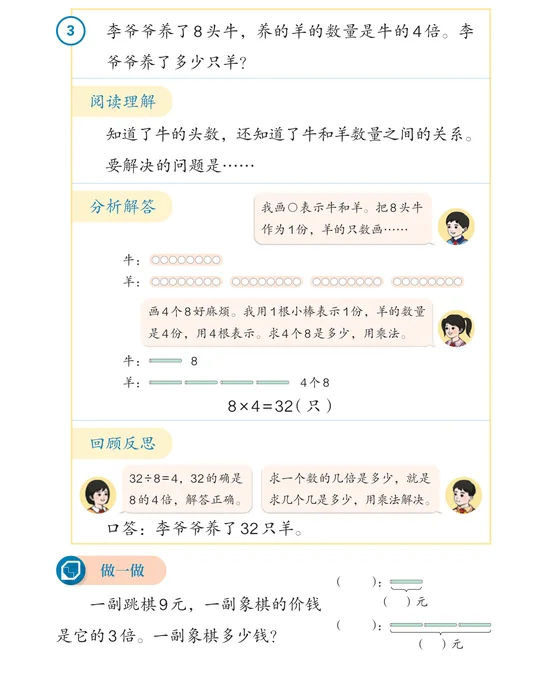 3
李爷爷养了8头牛，养的羊的数量是牛的4倍。李
爷爷养了多少只羊？
阅读理解
知道了牛的头数，还知道了牛和羊数量之间的关系。
要解决的问题是……
分析解答
我画○表示牛和羊。把8头牛
作为1份，羊的只数画……
牛：
羊：
画4个8好麻烦。我用1根小棒表示1份，羊的数量
是4份，用4根表示。求4个8是多少，用乘法。
牛： 8
羊： 4个8
8×4=32（只）
回顾反思
32÷8=4，32的确是
8的4倍，解答正确。
求一个数的几倍是多少，就是
求几个几是多少，用乘法解决。
口答：李爷爷养了32只羊。
做一做
一副跳棋9元，一副象棋的价钱
是它的3倍。一副象棋多少钱？
（ ）：
（ ）元
（ ）：
（ ）元